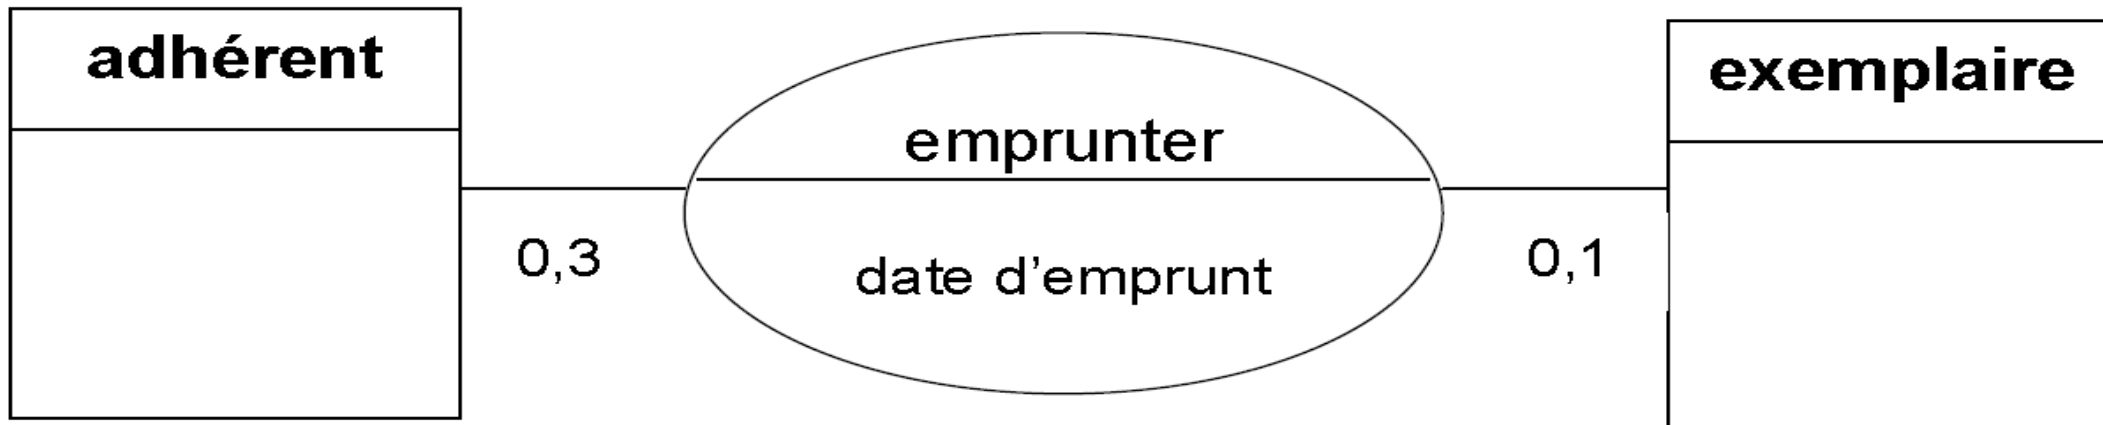 adhérent
emprunter
exemplaire
0,3
date d’emprunt
0,1